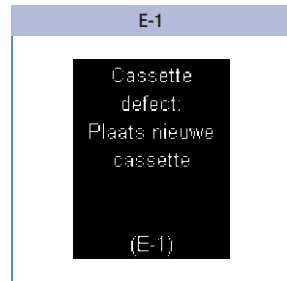 E-1
Cassette
defect:
Plaats nieuwe
cassette
(E-1)